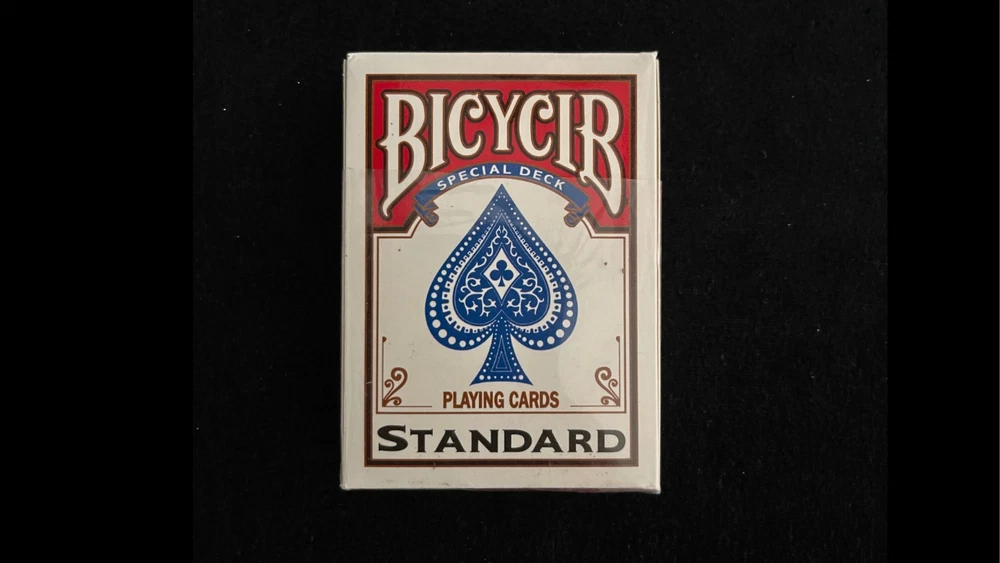 BICYCIB
SPECIAL DECK
PLAYING CARDS
STANDARD